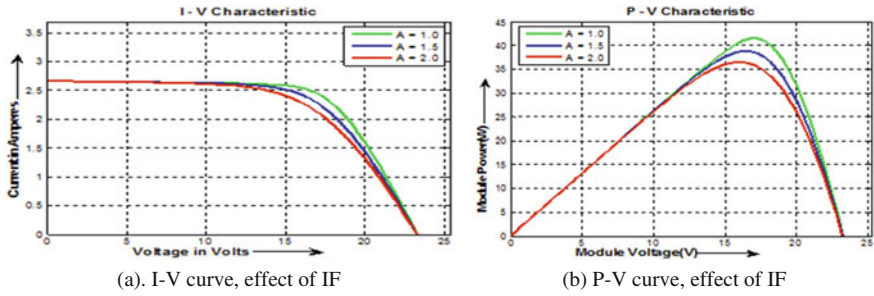 I - V Characteristic
3.5
3
2.5
2
1.5
1
0.5
0
Current in Amperes
A = 1.0
A = 1.5
A = 2.0
0
5
10
15
20
25
Voltage in Volts
(a). I-V curve, effect of IF
P - V Characteristic
45
40
35
30
25
20
15
10
5
0
Module Power(W)
A = 1.0
A = 1.5
A = 2.0
0
5
10
15
20
25
Module Voltage(V)
(b) P-V curve, effect of IF